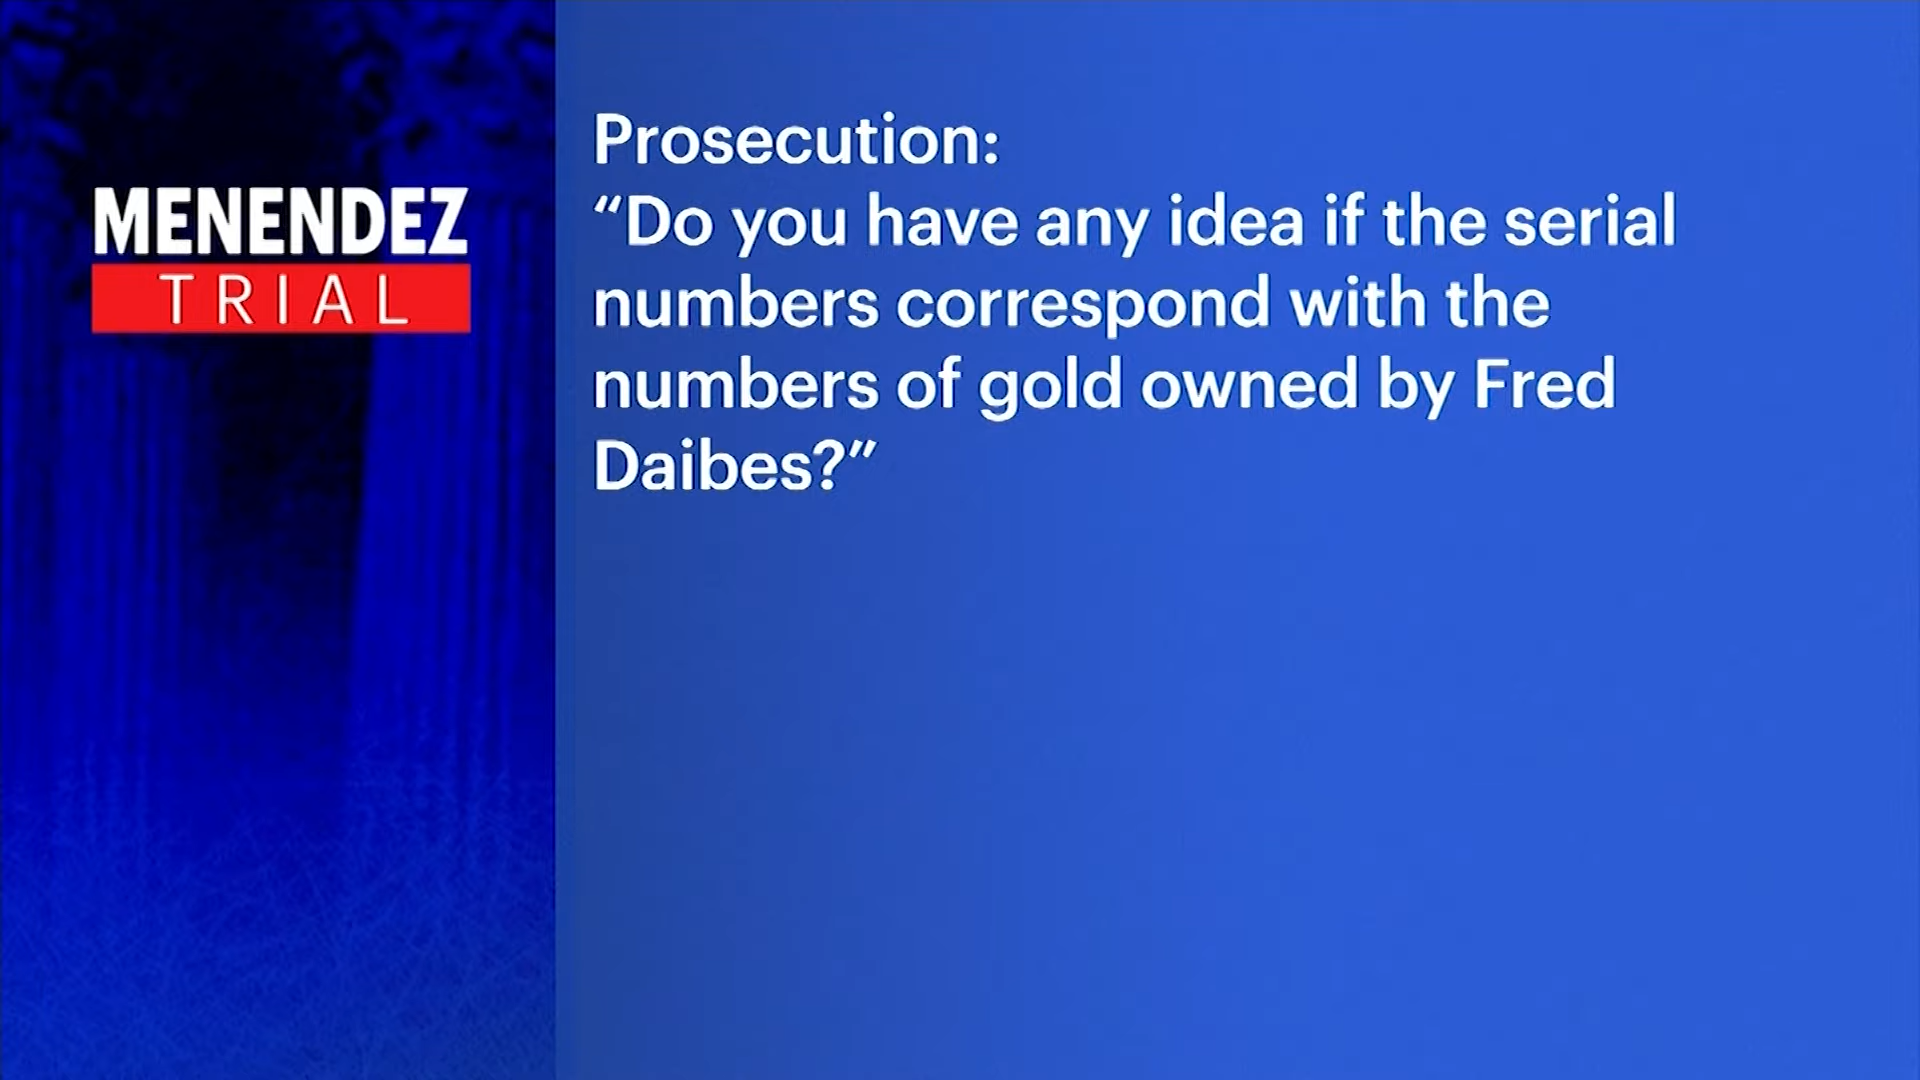 MENENDEZ
TRIAL
Prosecution:
“Do you have any idea if the serial
numbers correspond with the
numbers of gold owned by Fred
Daibes?”